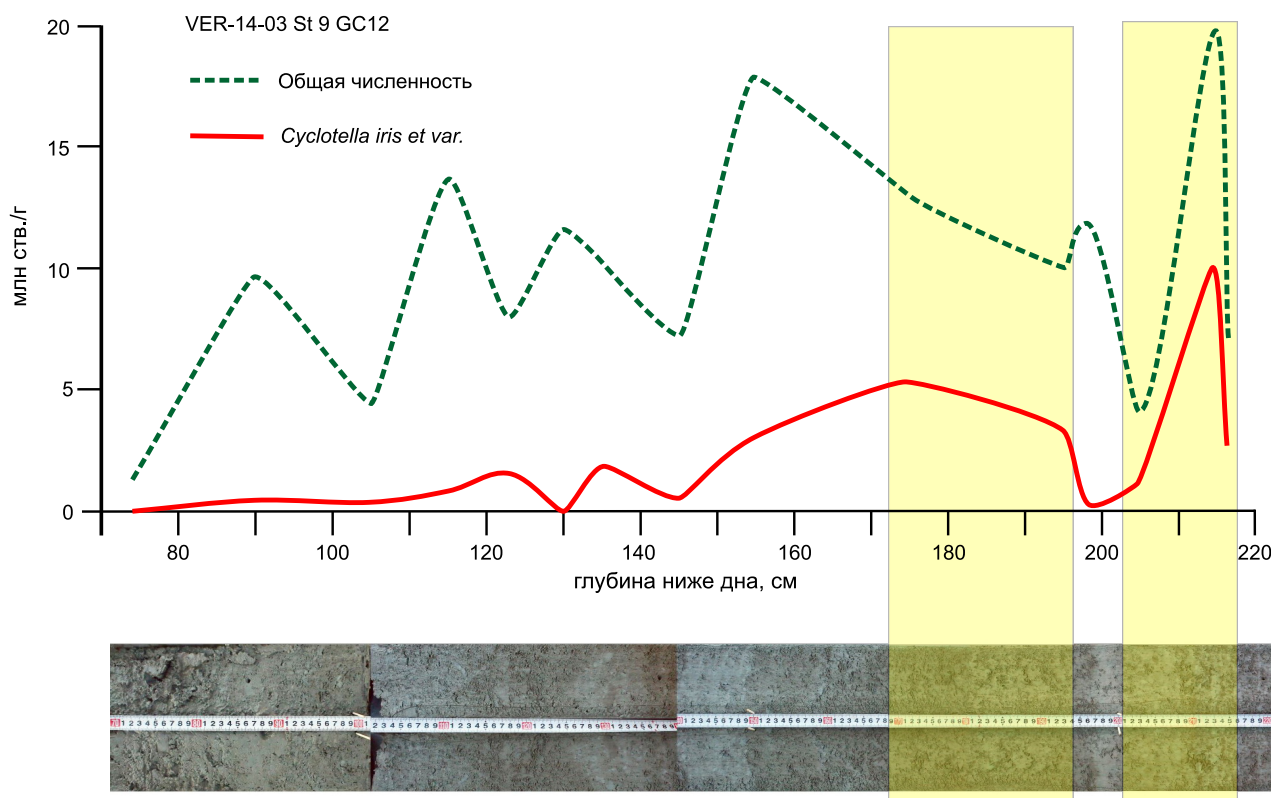 VER-14-03 St 9 GC12
Общая численность
Cyclotella iris et var.
млн ств./г
20
15
10
5
0
80 100 120 140 160 180 200 220
глубина ниже дна, см